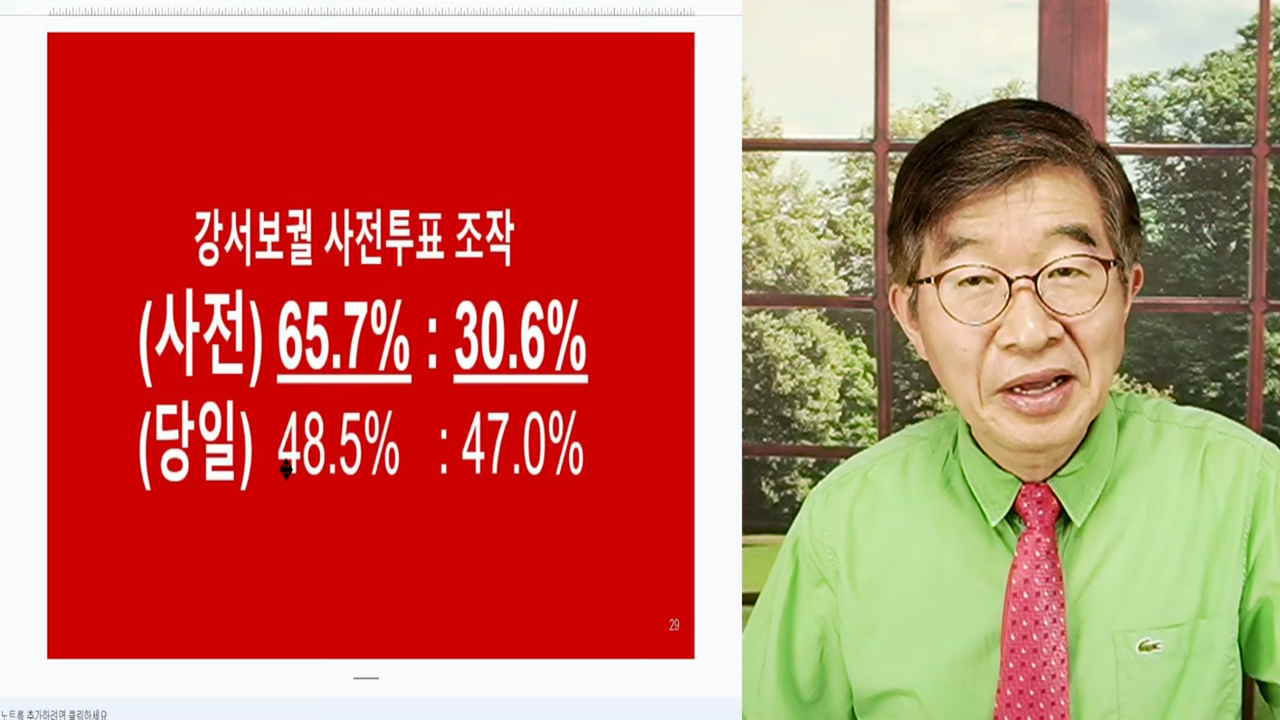 강서보궐 사전투표 조작
(사전) 65.7% : 30.6%
(당일) 48.5% : 47.0%
29
노트를 추가하려면 클릭하세요